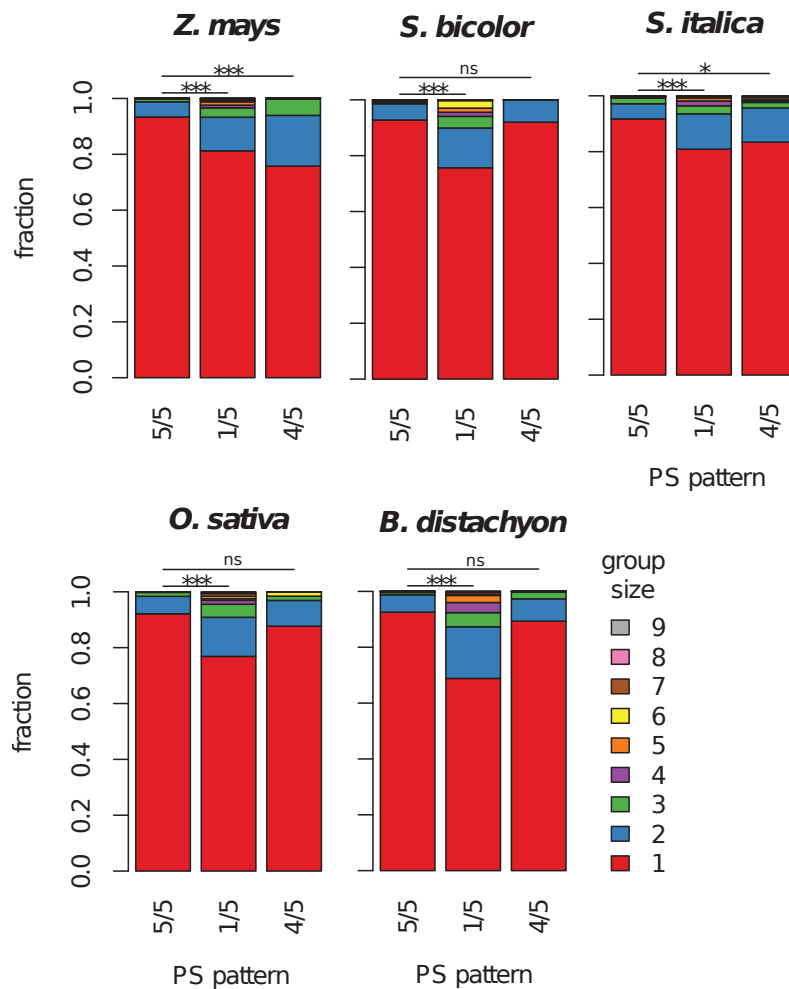 Z. mays
S. bicolor
S. italica
***
***
ns
***
*
***
fraction
0.0
0.2
0.4
0.6
0.8
1.0
5/5
1/5
4/5
5/5
1/5
4/5
5/5
1/5
4/5
PS pattern
O. sativa
B. distachyon
ns
***
ns
***
fraction
0.0
0.2
0.4
0.6
0.8
1.0
5/5
1/5
4/5
5/5
1/5
4/5
PS pattern
PS pattern
group
size
9
8
7
6
5
4
3
2
1